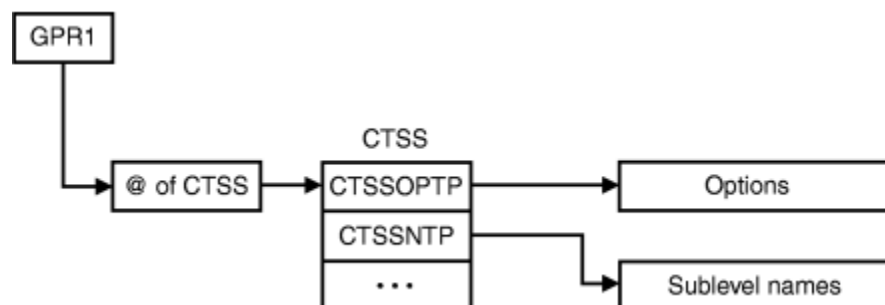 GPR1
CTSS
@ of CTSS
CTSSOPTP
Options
CTSSNTP
Sublevel names
...